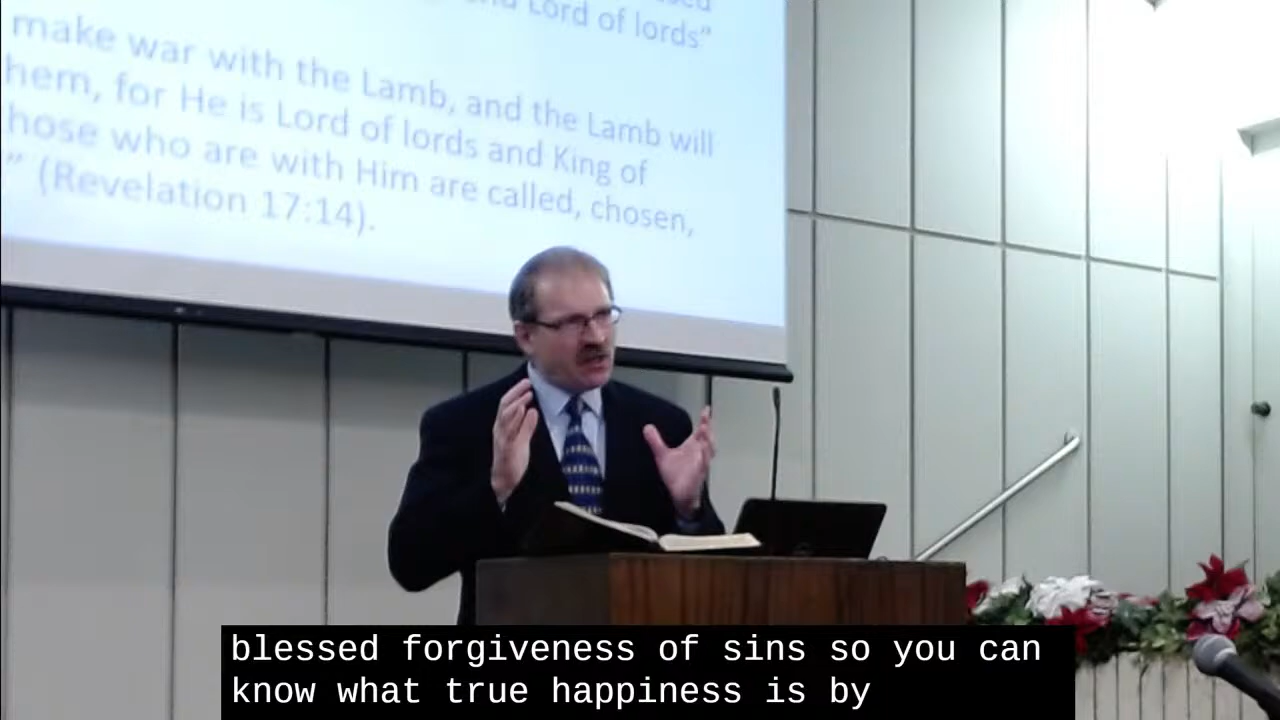 Lord of lords”
make war with the Lamb, and the Lamb will
hem, for He is Lord of lords and King of
hose who are with Him are called, chosen,
” (Revelation 17:14).
blessed forgiveness of sins so you can
know what true happiness is by